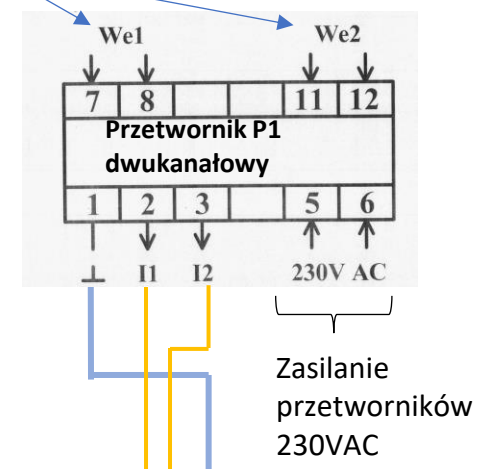 We1 We2
7 8 11 12
Przetwornik P1
dwukanałowy
1 2 3 5 6
I1 I2 230V AC
Zasilanie
przetworników
230VAC